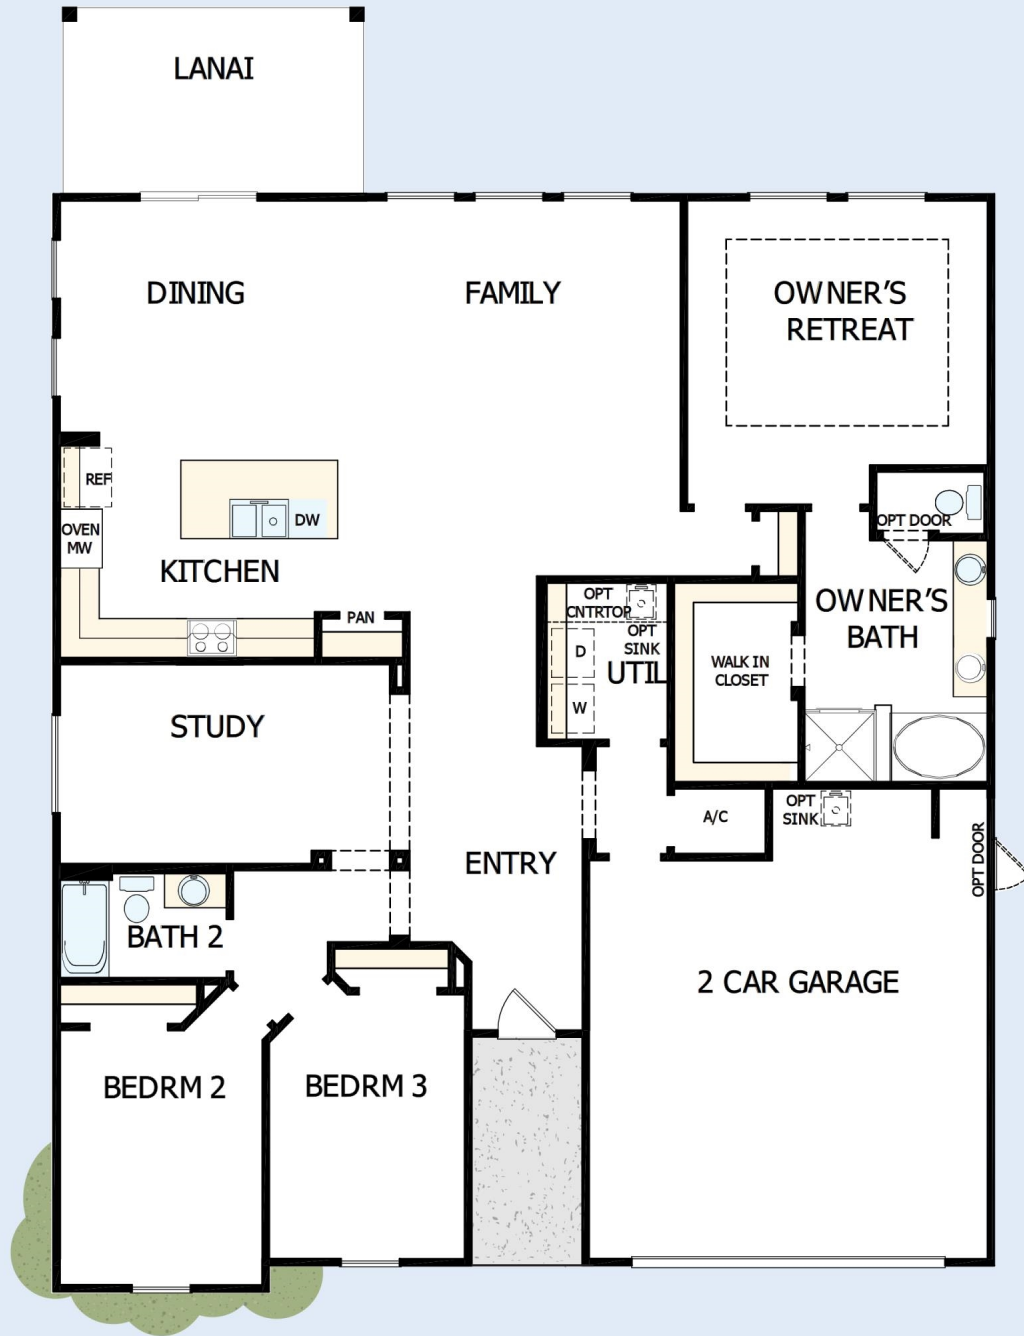 LANAI
DINING
FAMILY
OWNER'S
RETREAT
REF
OVEN
MW
DW
KITCHEN
PAN
OPT DOOR
OPT
CNTRTOP
OPT
SINK
D
UTIL
W
WALK IN
CLOSET
OWNER'S
BATH
STUDY
A/C
OPT
SINK
OPT DOOR
ENTRY
BATH 2
2 CAR GARAGE
BEDRM 2
BEDRM 3